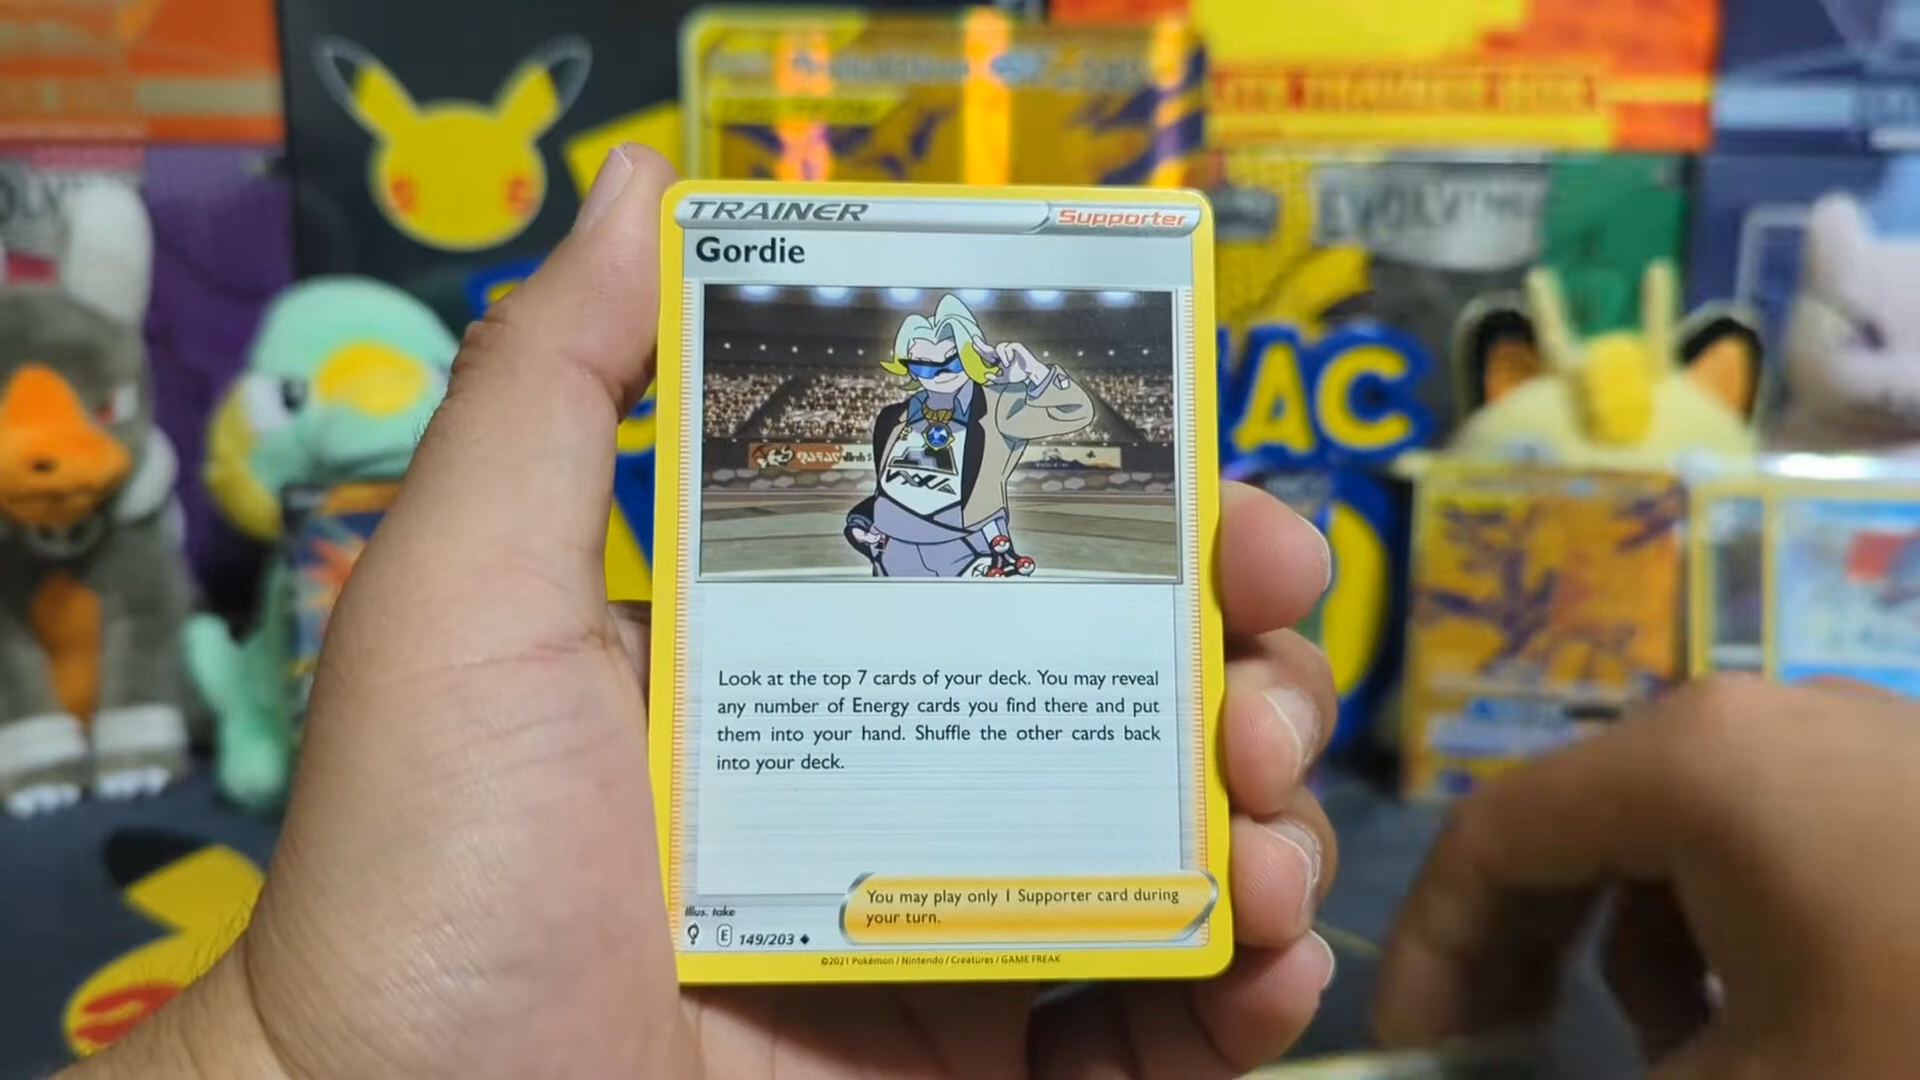 EVOLVING
TRAINER
Supporter
Gordie
AC
Look at the top 7 cards of your deck. You may reveal
any number of Energy cards you find there and put
them into your hand. Shuffle the other cards back
into your deck.
You may play only 1 Supporter card during
your turn.
Illus. take
E 149/203
©2021 Pokémon / Nintendo / Creatures / GAME FREAK